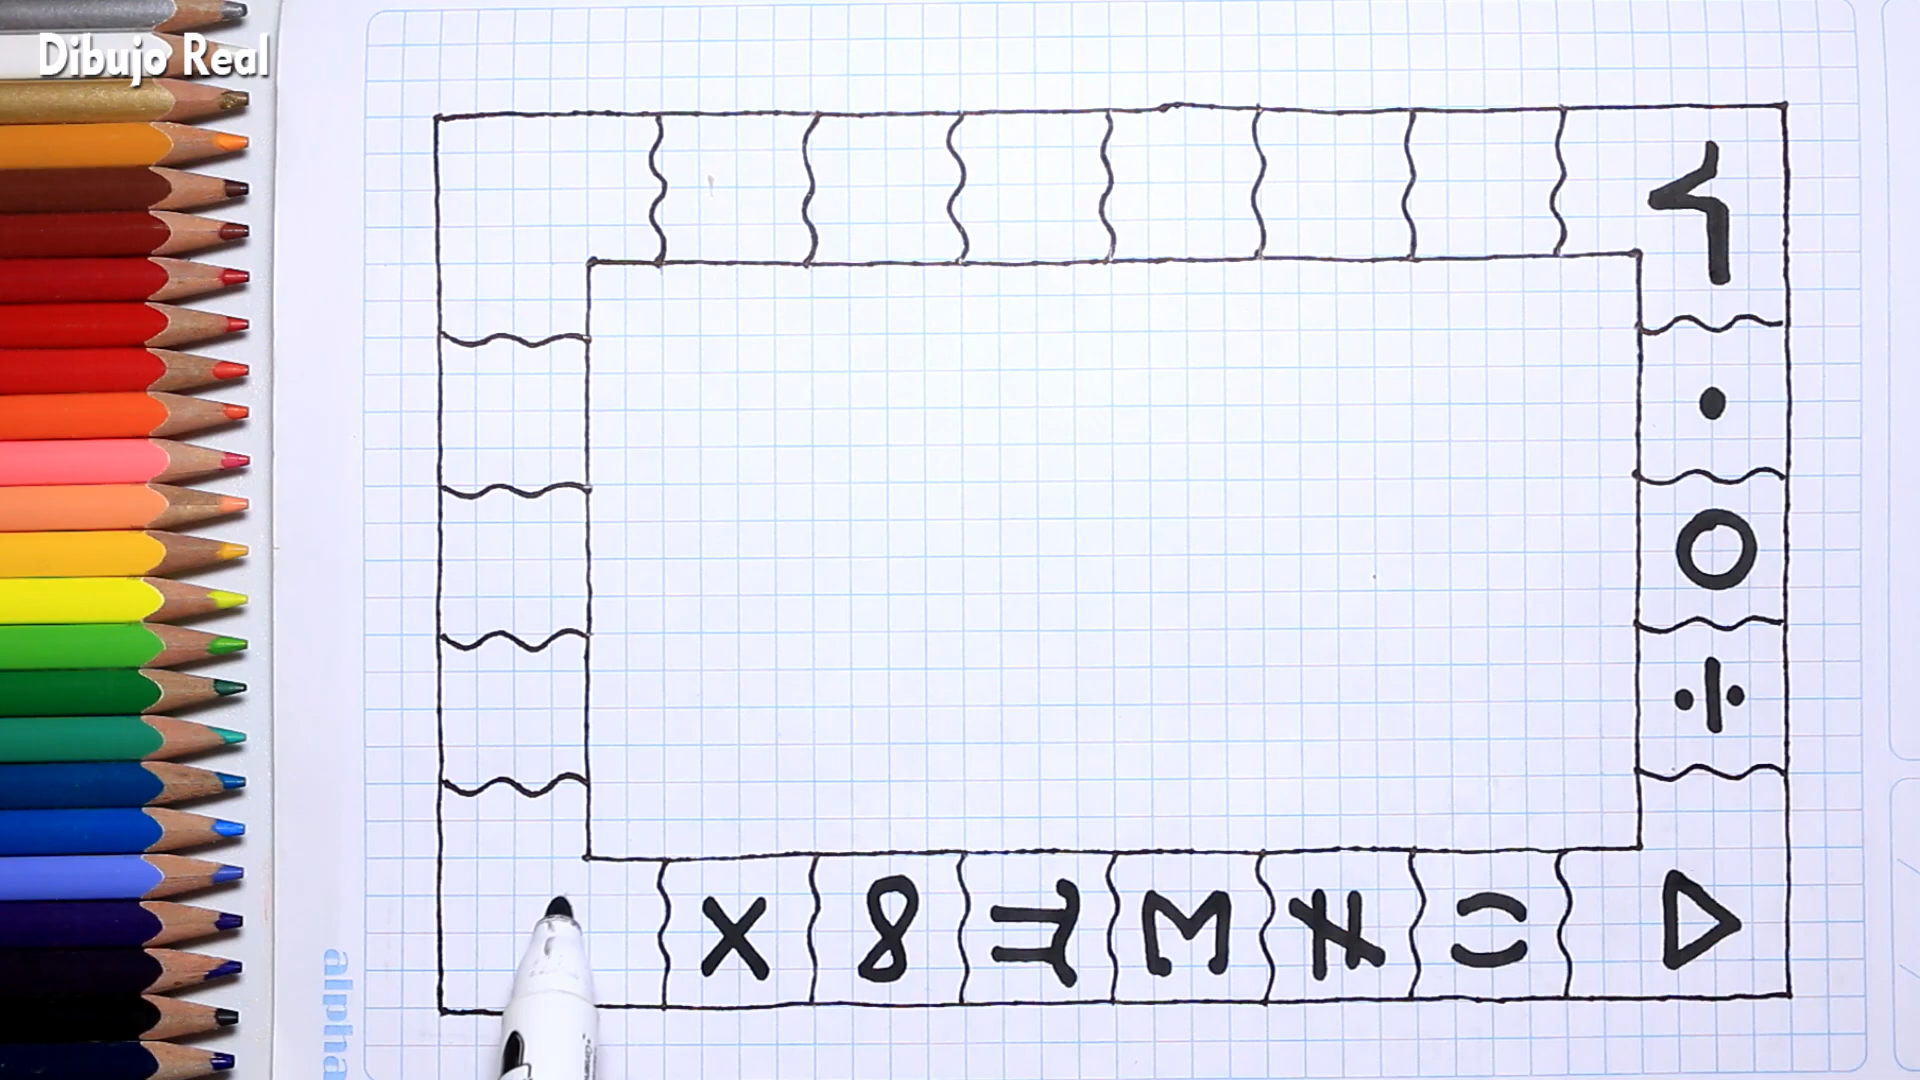 Dibujo Real
√
•
O
÷
△
( )
≠
Σ
π
∞
×
alpha